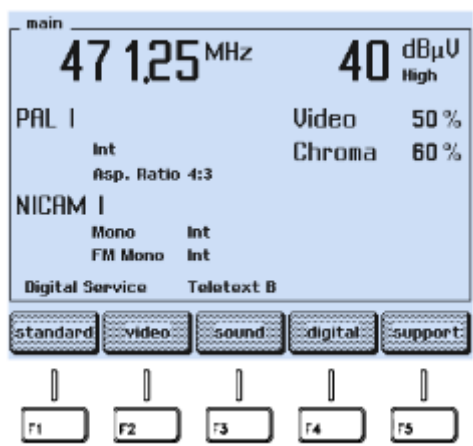 main
471,25 MHz 40 dBµV
High
PAL I Video 50 %
Int Chroma 60 %
Asp. Ratio 4:3
NICAM I
Mono Int
FM Mono Int
Digital Service Teletext B
standard video sound digital support
F1 F2 F3 F4 F5